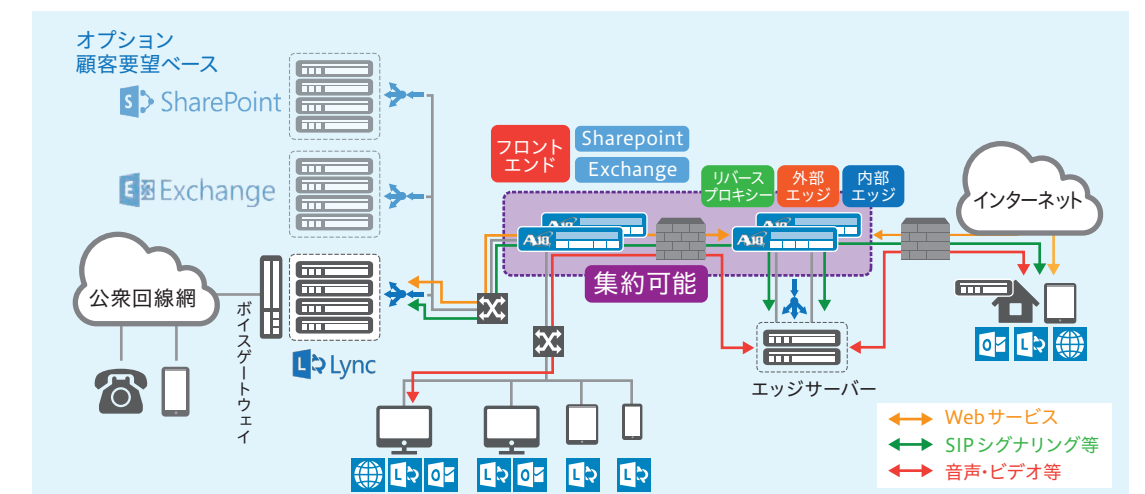 オプション
顧客要望ベース
S SharePoint
E Exchange
フロント
エンド
Sharepoint
Exchange
リバース
プロキシー
外部
エッジ
内部
エッジ
インターネット
A10
A10
A10
A10
集約可能
公衆回線網
ボイスゲートウェイ
L Lync
エッジサーバー
O L
L O L O L L
Webサービス
SIPシグナリング等
音声・ビデオ等